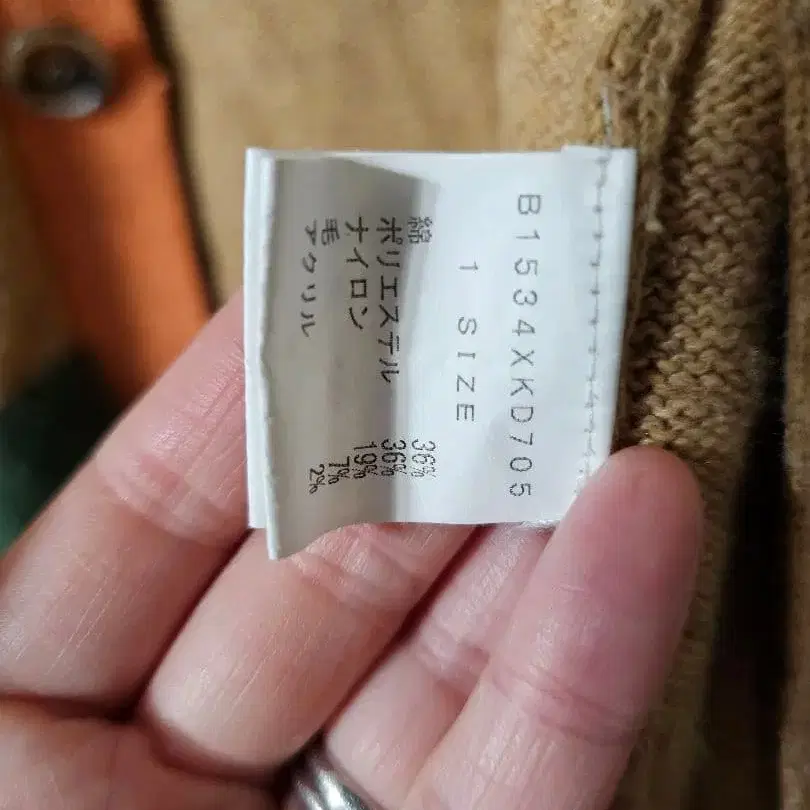 B1534XKD705
1 SIZE
綿 36%
ポリエステル 36%
ナイロン 19%
毛 7%
アクリル 2%